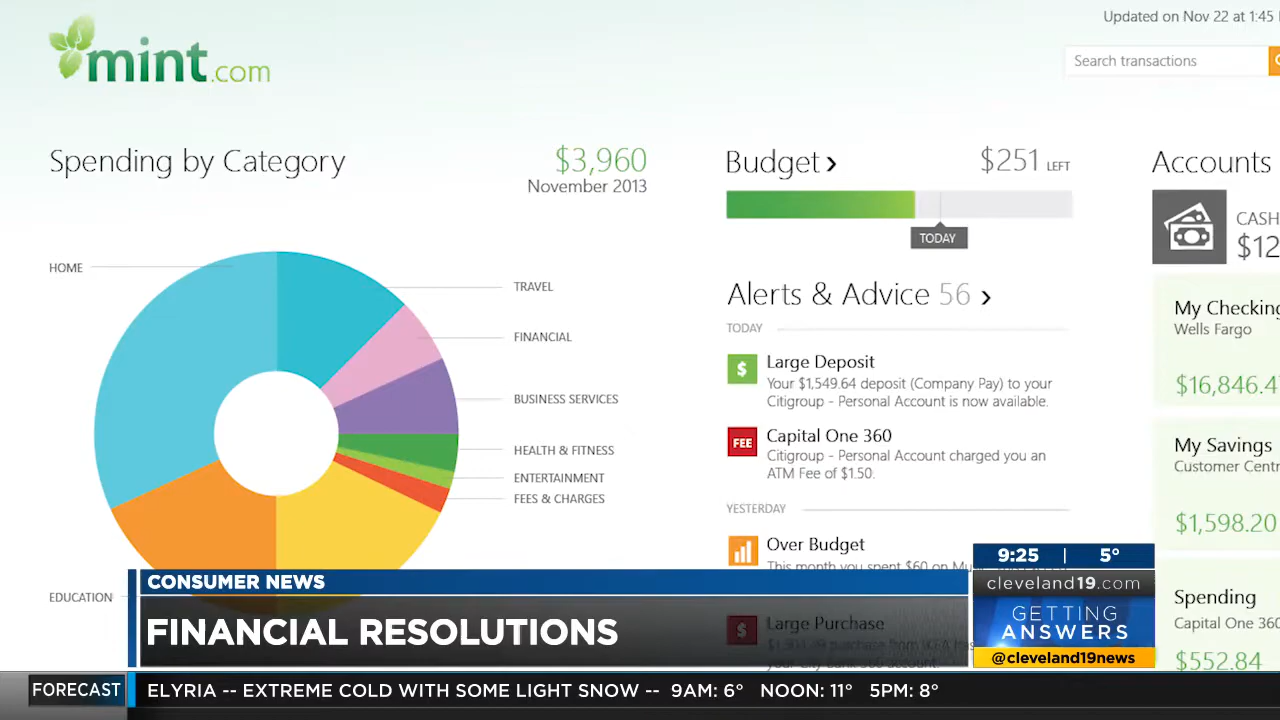 Updated on Nov 22 at 1:45
mint.com
Search transactions
Spending by Category
$3,960
November 2013
Budget
$251 LEFT
TODAY
Accounts
CASH
$12
HOME
TRAVEL
FINANCIAL
BUSINESS SERVICES
HEALTH & FITNESS
ENTERTAINMENT
FEES & CHARGES
EDUCATION
Alerts & Advice 56
TODAY
$
Large Deposit
Your $1,549.64 deposit (Company Pay) to your
Citigroup - Personal Account is now available.
FEE
Capital One 360
Citigroup - Personal Account charged you an
ATM Fee of $1.50.
YESTERDAY
Over Budget
This month you spent $60 on
$
Large Purchase
My Checking
Wells Fargo
$16,846.4
My Savings
Customer Centr
$1,598.20
Spending
Capital One 360
$552.84
CONSUMER NEWS
FINANCIAL RESOLUTIONS
9:25 | 5°
cleveland19.com
GETTING
ANSWERS
@cleveland19news
FORECAST
ELYRIA -- EXTREME COLD WITH SOME LIGHT SNOW -- 9AM: 6° NOON: 11° 5PM: 8°